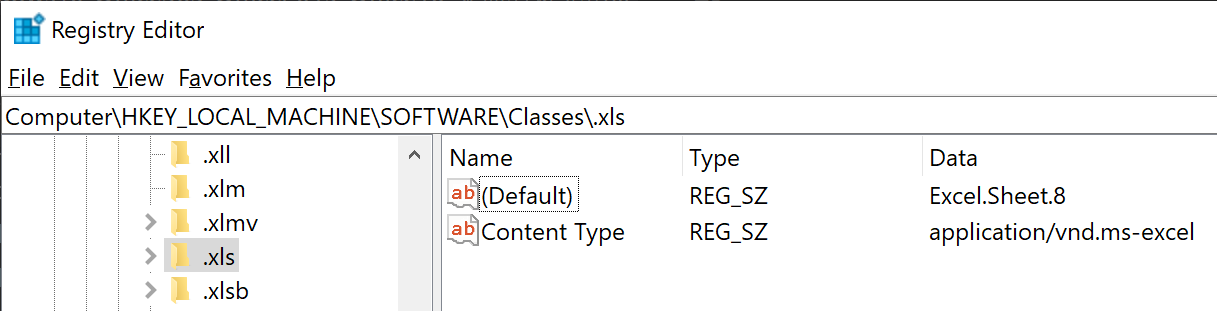 Registry Editor
File Edit View Favorites Help
Computer\HKEY_LOCAL_MACHINE\SOFTWARE\Classes\.xls
.xll
.xlm
.xlmv
.xls
.xlsb
Name Type Data
ab (Default) REG_SZ Excel.Sheet.8
ab Content Type REG_SZ application/vnd.ms-excel